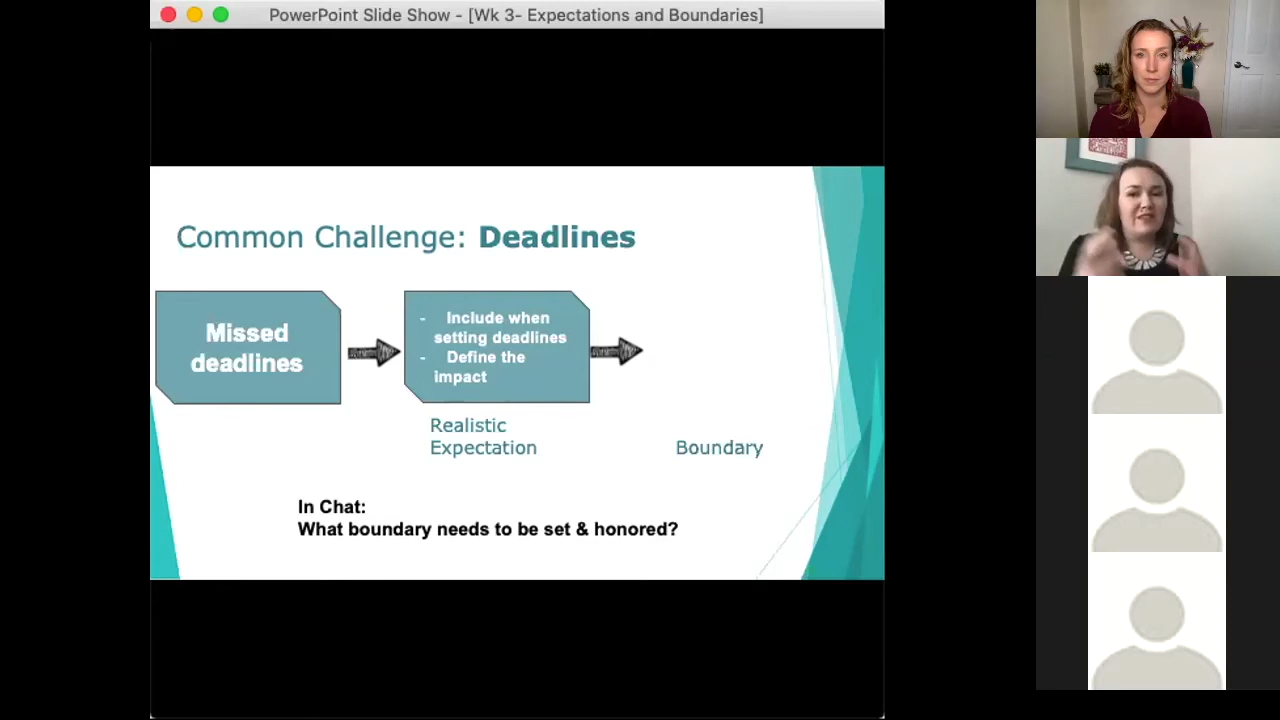 PowerPoint Slide Show - [Wk 3- Expectations and Boundaries]
Common Challenge: Deadlines
Missed
deadlines
- Include when
setting deadlines
- Define the
impact
Realistic
Expectation
Boundary
In Chat:
What boundary needs to be set & honored?